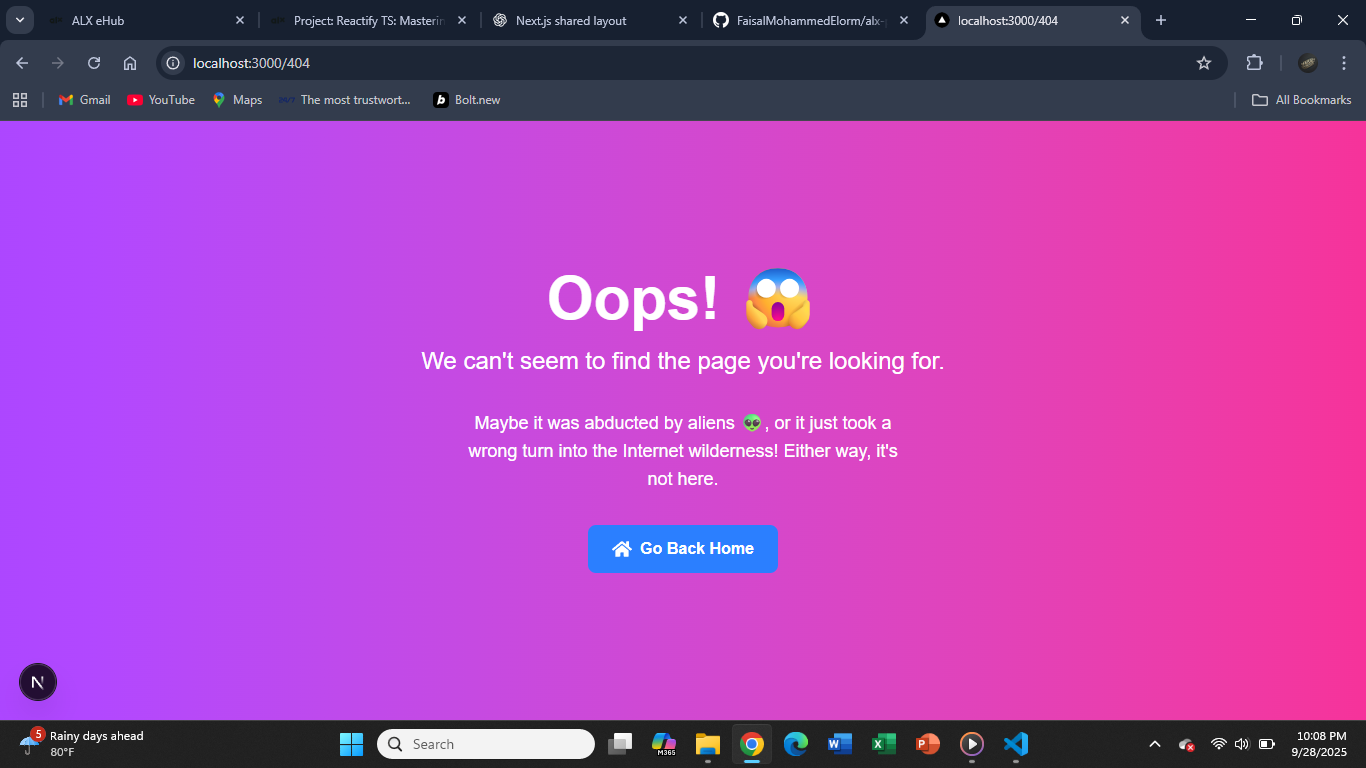 ALX eHub
Project: Reactify TS: Masterin
Next.js shared layout
FaisalMohammedElorm/alx-
localhost:3000/404
localhost:3000/404
Gmail
YouTube
Maps
The most trustwort...
b Bolt.new
All Bookmarks
Oops! 😱
We can't seem to find the page you're looking for.
Maybe it was abducted by aliens 👽, or it just took a
wrong turn into the Internet wilderness! Either way, it's
not here.
Go Back Home
N
5
Rainy days ahead
80°F
Search
M365
W
X
P
10:08 PM
9/28/2025